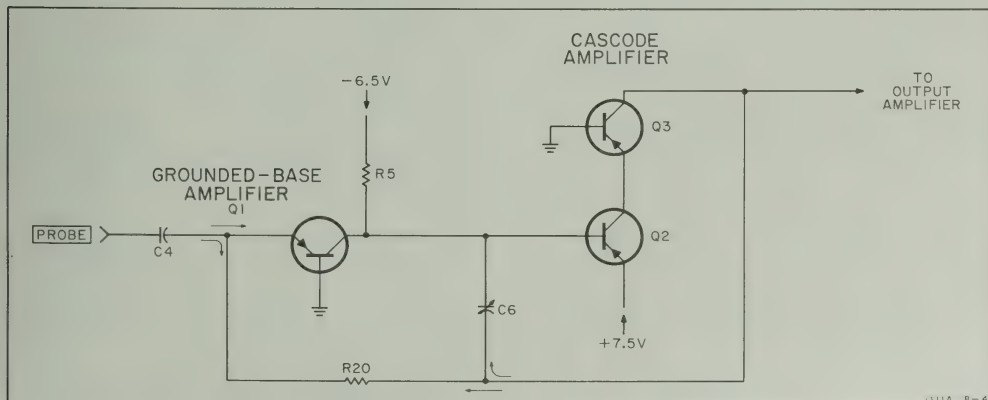 CASCODE
AMPLIFIER
-6.5V
TO
OUTPUT
AMPLIFIER
Q3
R5
GROUNDED-BASE
AMPLIFIER
Q1
PROBE
C4
Q2
C6
+7.5V
R20